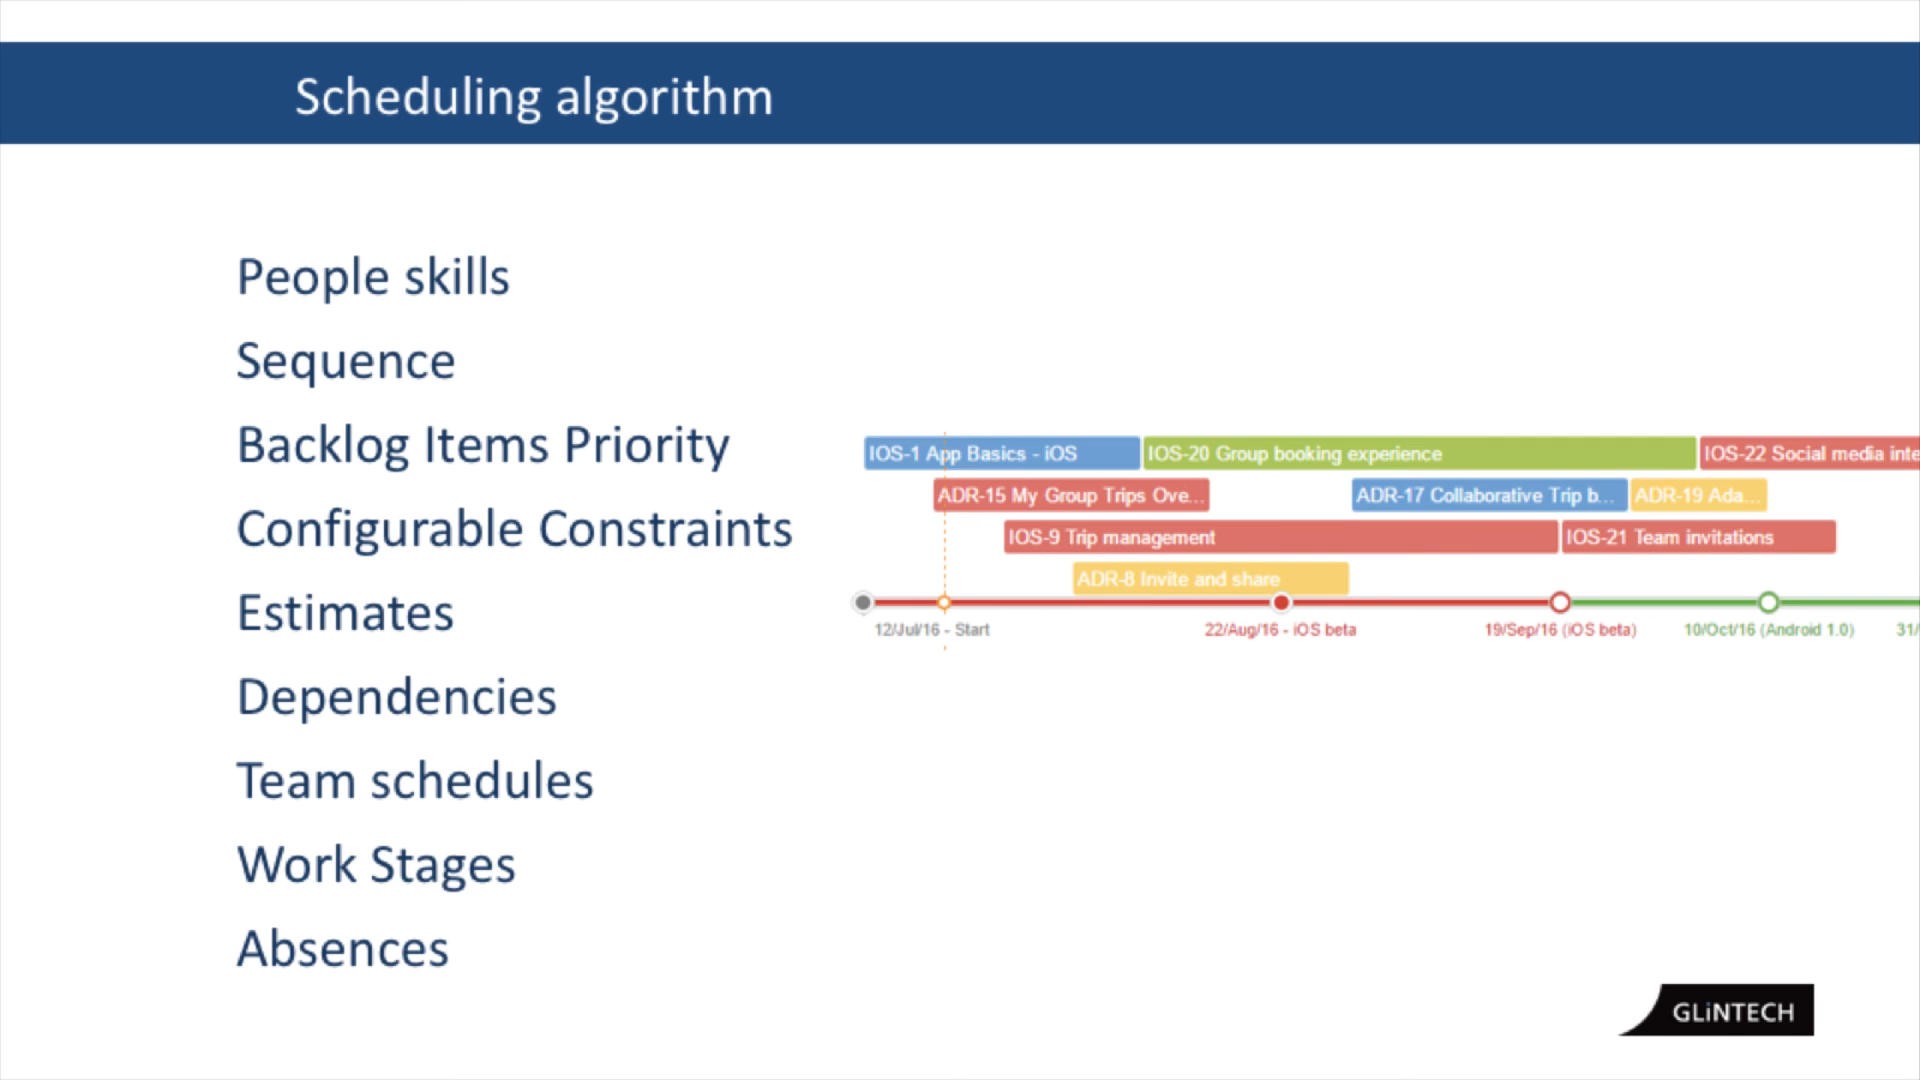 Scheduling algorithm
People skills
Sequence
Backlog Items Priority
Configurable Constraints
Estimates
Dependencies
Team schedules
Work Stages
Absences
IOS-1 App Basics - iOS
IOS-20 Group booking experience
IOS-22 Social media inte
ADR-15 My Group Trips Ove...
ADR-17 Collaborative Trip b...
ADR-19 Ada...
IOS-9 Trip management
IOS-21 Team invitations
ADR-8 Invite and share
12/Jul/16 - Start
22/Aug/16 - iOS beta
19/Sep/16 (iOS beta)
10/Oct/16 (Android 1.0)
31/
GLiNTECH